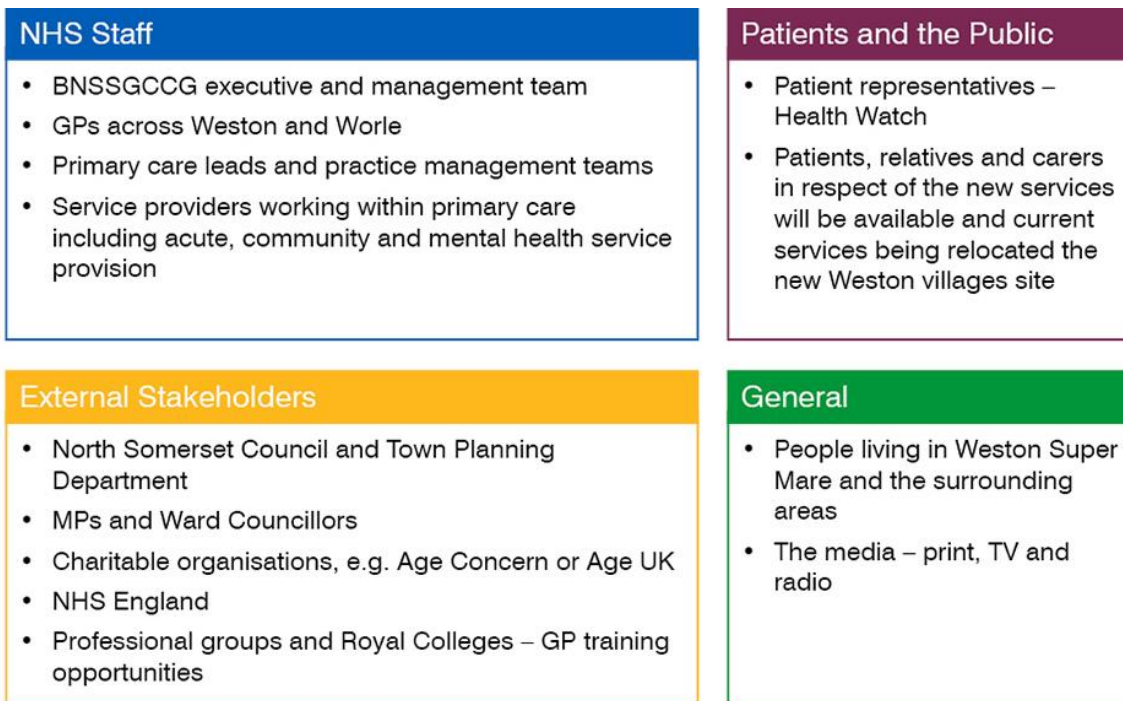 NHS Staff
• BNSSGCCG executive and management team
• GPs across Weston and Worle
• Primary care leads and practice management teams
• Service providers working within primary care
including acute, community and mental health service
provision
Patients and the Public
• Patient representatives –
Health Watch
• Patients, relatives and carers
in respect of the new services
will be available and current
services being relocated the
new Weston villages site
External Stakeholders
• North Somerset Council and Town Planning
Department
• MPs and Ward Councillors
• Charitable organisations, e.g. Age Concern or Age UK
• NHS England
• Professional groups and Royal Colleges – GP training
opportunities
General
• People living in Weston Super
Mare and the surrounding
areas
• The media – print, TV and
radio